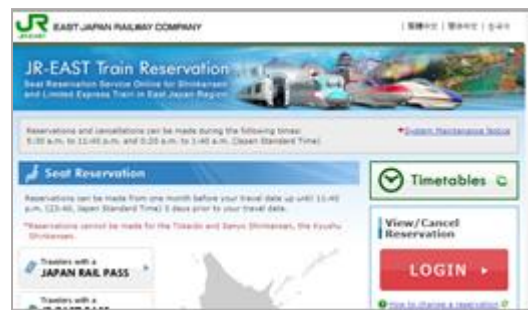 JR
JR-EAST
EAST JAPAN RAILWAY COMPANY
JR-EAST Train Reservation
Seat Reservation Service Online for Shinkansen
and Limited Express Train in East Japan Region
Reservations and cancellations can be made during the following times:
5:30 a.m. to 11:40 p.m. and 0:20 a.m. to 1:40 a.m. (Japan Standard Time)
System Maintenance Notice
Seat Reservation
Reservations can be made from one month before your travel date up until 11:40
p.m. (23:40, Japan Standard Time) 3 days prior to your travel date.
*Reservations cannot be made for the Tokaido and Sanyo Shinkansen, the Kyushu
Shinkansen.
Travelers with a
JAPAN RAIL PASS
Travelers with a
Timetables
View/Cancel
Reservation
LOGIN
How to change a reservation